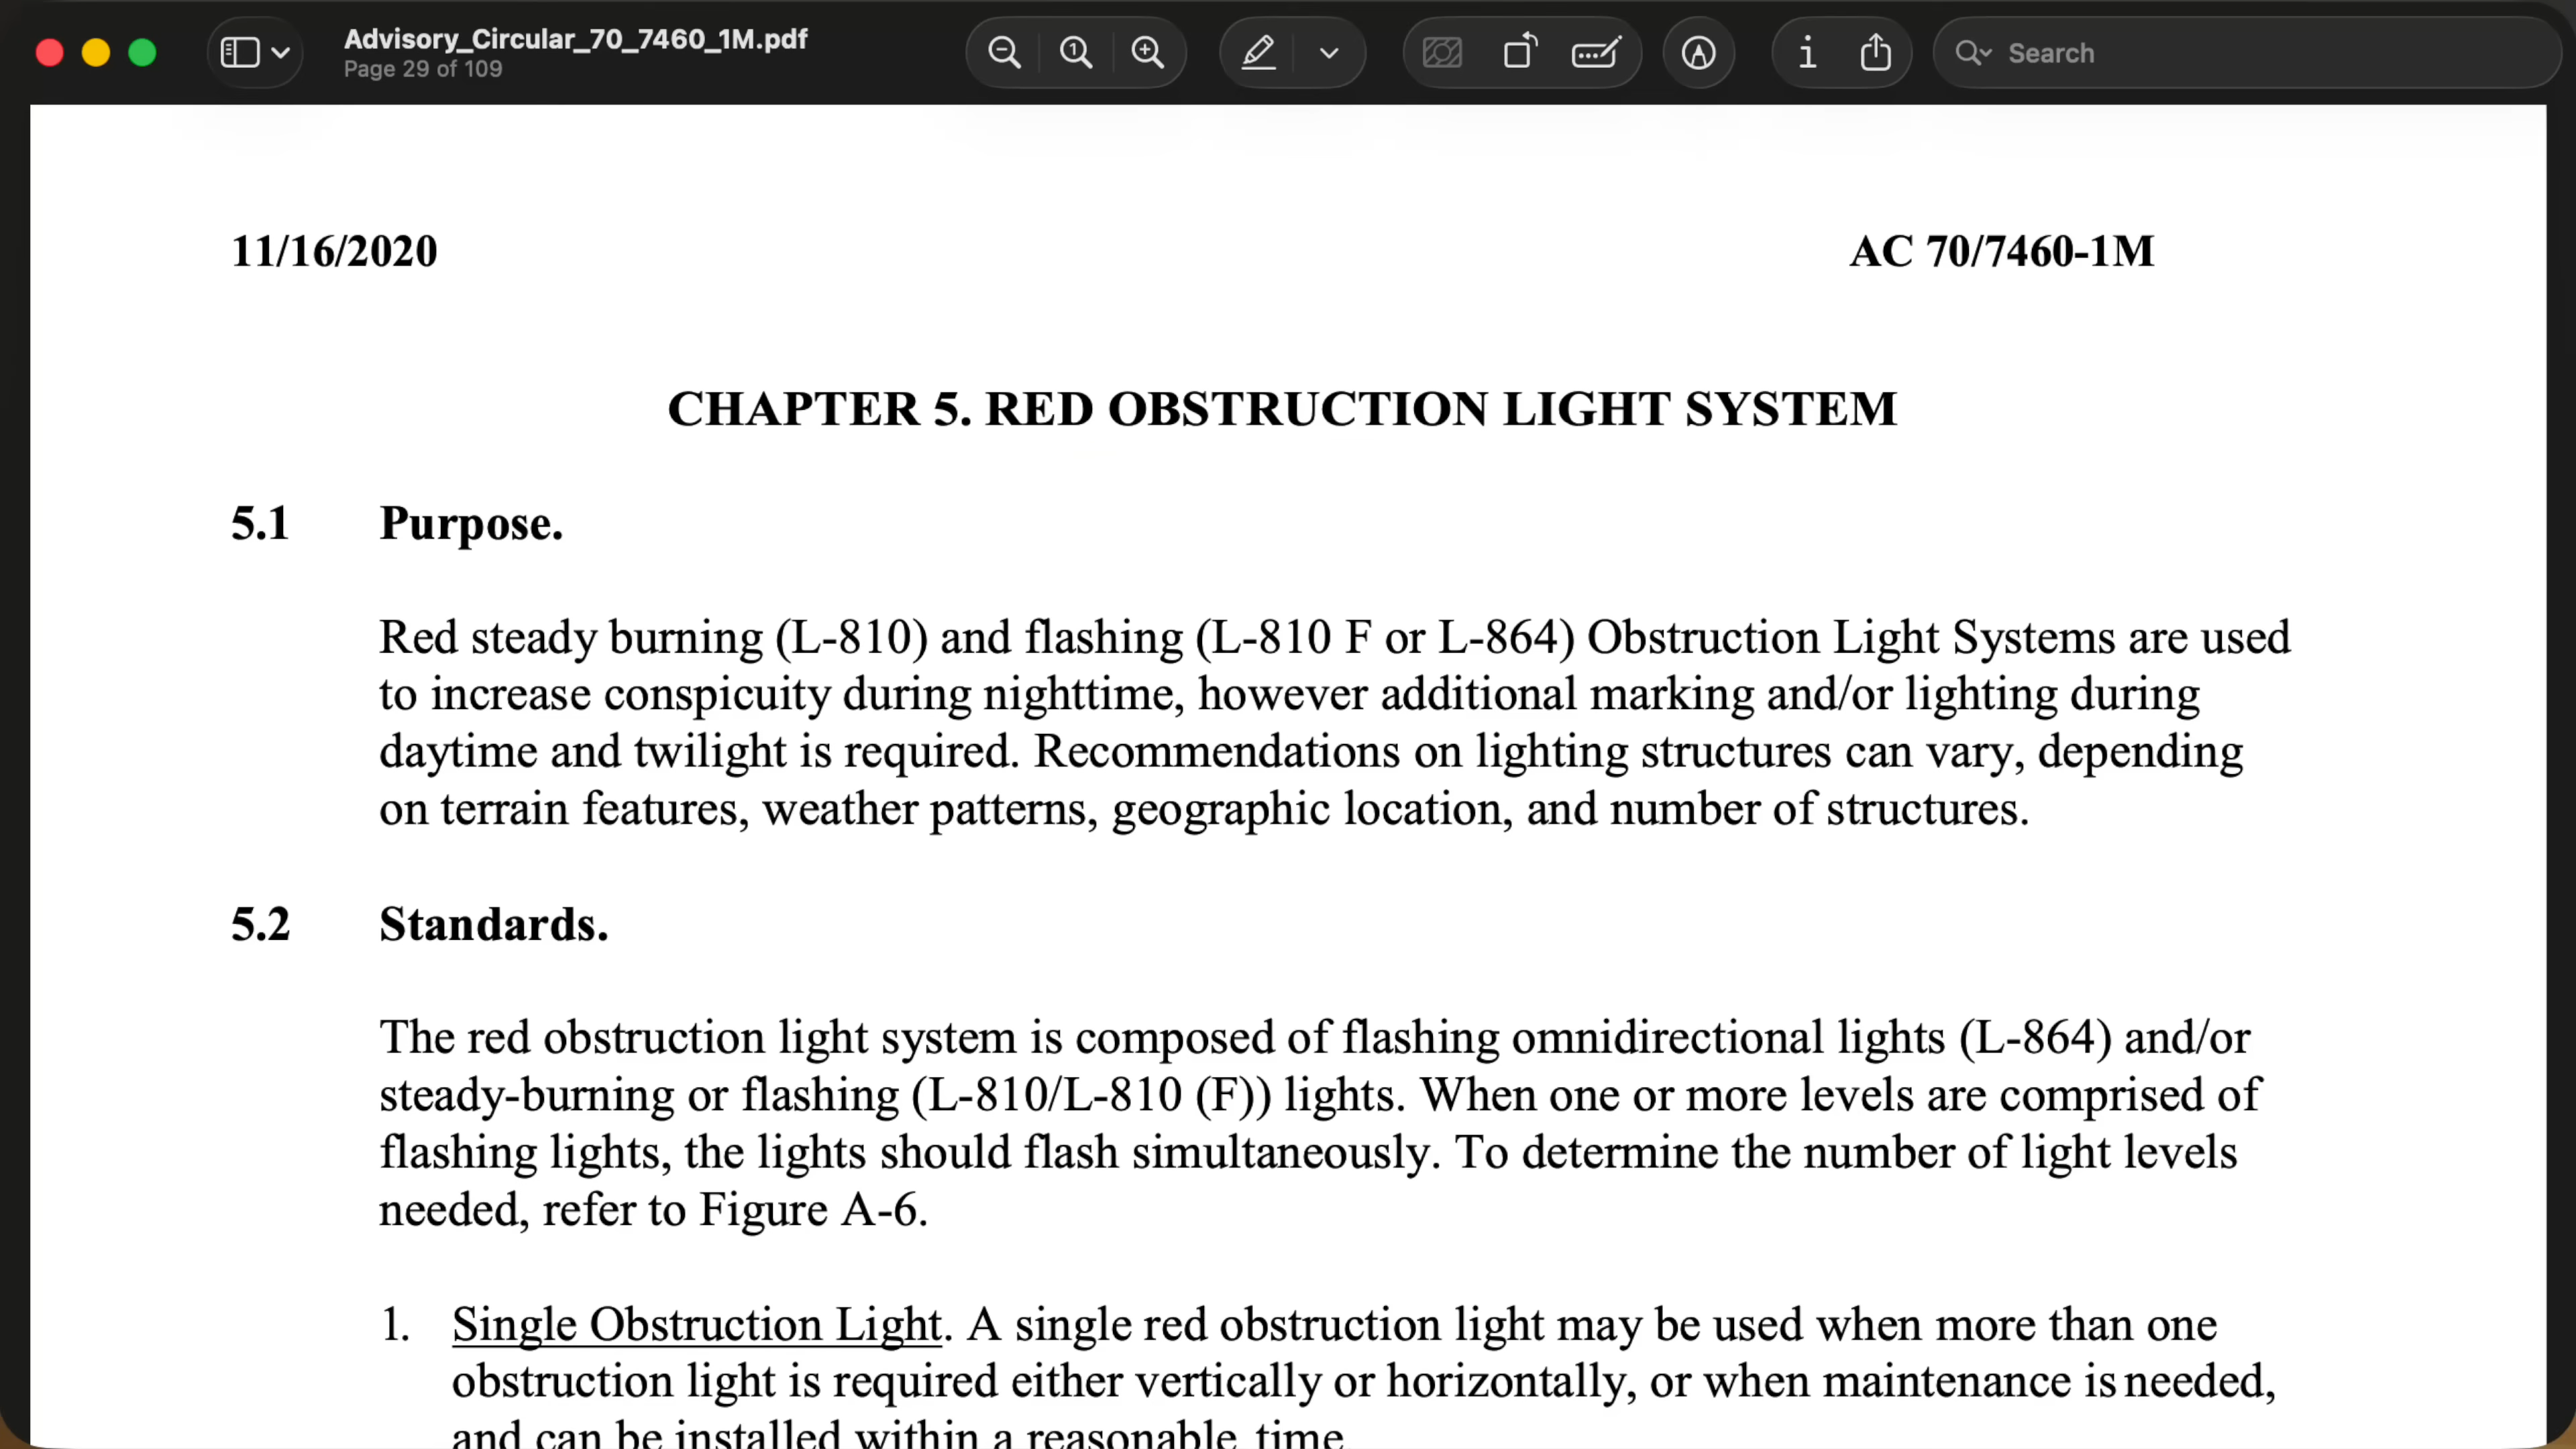 Advisory_Circular_70_7460_1M.pdf
Page 29 of 109
Search
11/16/2020 AC 70/7460-1M
CHAPTER 5. RED OBSTRUCTION LIGHT SYSTEM
5.1 Purpose.
Red steady burning (L-810) and flashing (L-810 F or L-864) Obstruction Light Systems are used
to increase conspicuity during nighttime, however additional marking and/or lighting during
daytime and twilight is required. Recommendations on lighting structures can vary, depending
on terrain features, weather patterns, geographic location, and number of structures.
5.2 Standards.
The red obstruction light system is composed of flashing omnidirectional lights (L-864) and/or
steady-burning or flashing (L-810/L-810 (F)) lights. When one or more levels are comprised of
flashing lights, the lights should flash simultaneously. To determine the number of light levels
needed, refer to Figure A-6.
1. Single Obstruction Light. A single red obstruction light may be used when more than one
obstruction light is required either vertically or horizontally, or when maintenance is needed,
and can be installed within a reasonable time